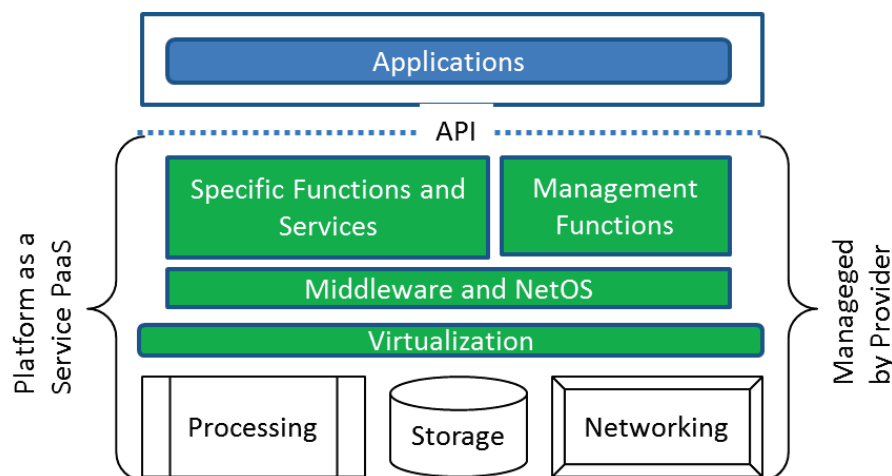 Applications
API
Specific Functions and
Services
Management
Functions
Middleware and NetOS
Virtualization
Processing
Storage
Networking
Platform as a
Service PaaS
Manageged
by Provider